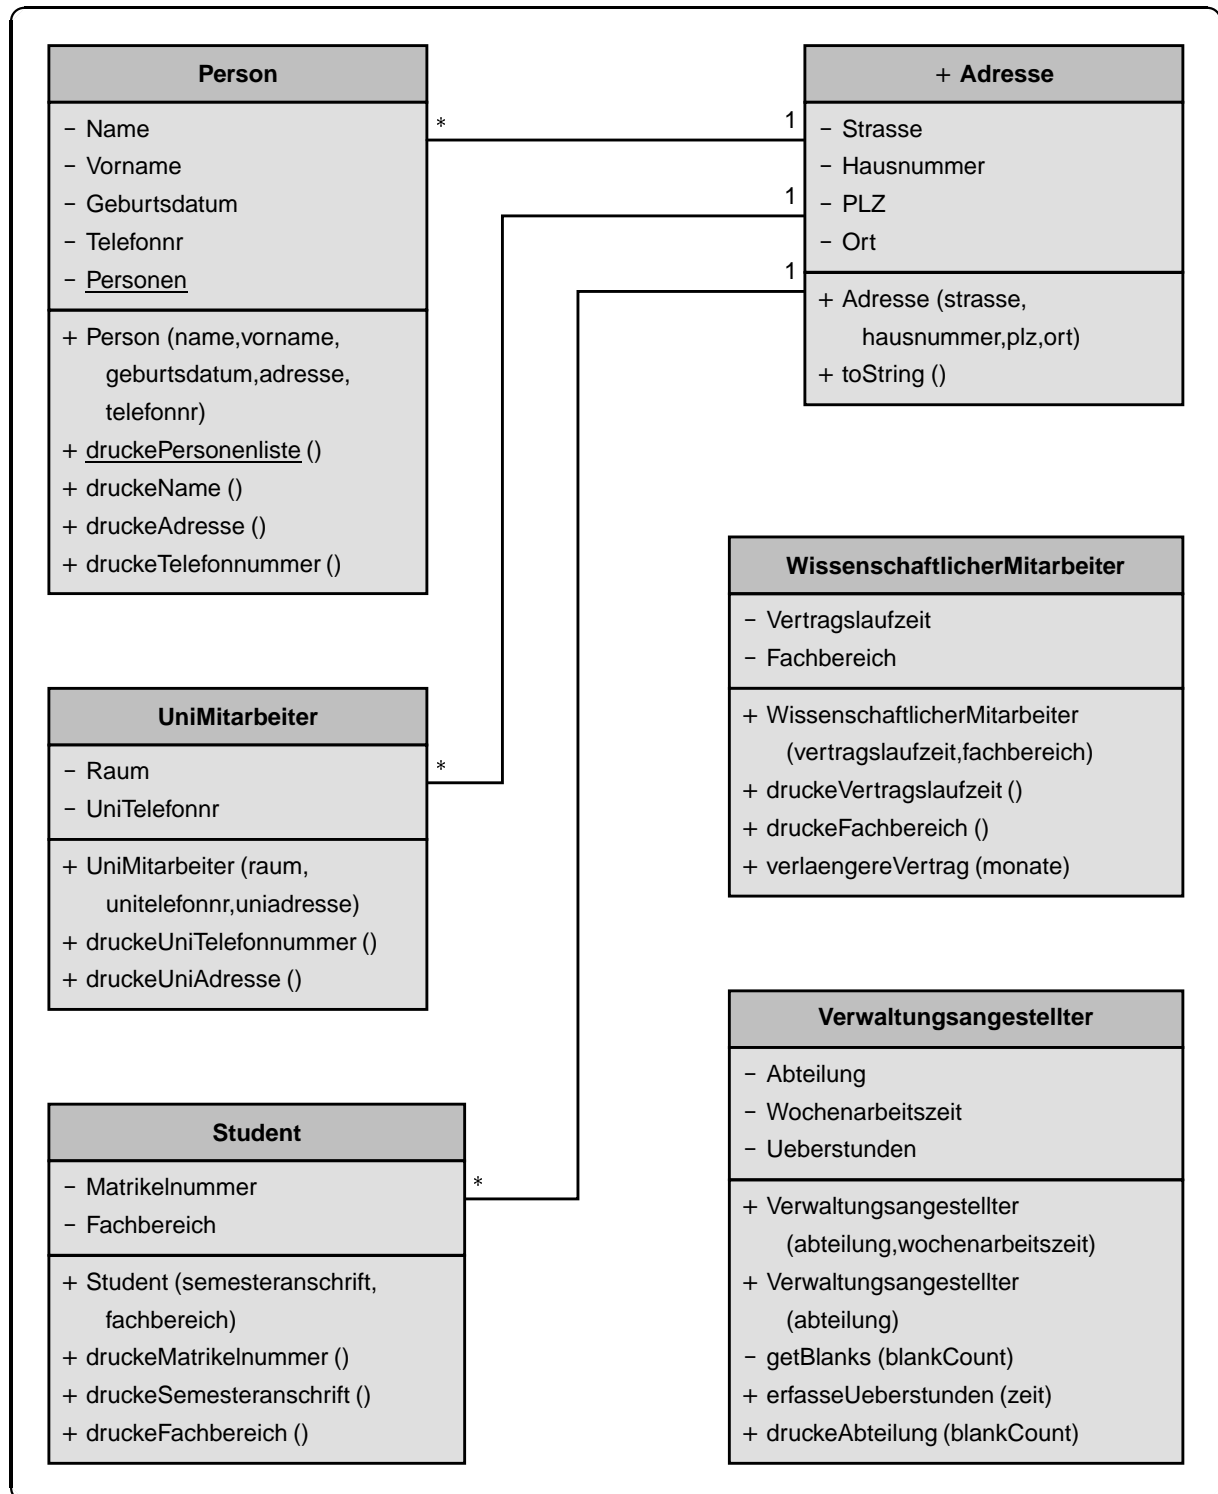 Person
- Name
- Vorname
- Geburtsdatum
- Telefonnr
- Personen
+ Person (name,vorname,
geburtsdatum,adresse,
telefonnr)
+ druckePersonenliste ()
+ druckeName ()
+ druckeAdresse ()
+ druckeTelefonnummer ()
*
1
+ Adresse
- Strasse
- Hausnummer
- PLZ
- Ort
+ Adresse (strasse,
hausnummer,plz,ort)
+ toString ()
1
1
UniMitarbeiter
- Raum
- UniTelefonnr
+ UniMitarbeiter (raum,
unitelefonnr,uniadresse)
+ druckeUniTelefonnummer ()
+ druckeUniAdresse ()
*
WissenschaftlicherMitarbeiter
- Vertragslaufzeit
- Fachbereich
+ WissenschaftlicherMitarbeiter
(vertragslaufzeit,fachbereich)
+ druckeVertragslaufzeit ()
+ druckeFachbereich ()
+ verlaengereVertrag (monate)
Student
- Matrikelnummer
- Fachbereich
+ Student (semesteranschrift,
fachbereich)
+ druckeMatrikelnummer ()
+ druckeSemesteranschrift ()
+ druckeFachbereich ()
*
Verwaltungsangestellter
- Abteilung
- Wochenarbeitszeit
- Ueberstunden
+ Verwaltungsangestellter
(abteilung,wochenarbeitszeit)
+ Verwaltungsangestellter
(abteilung)
- getBlanks (blankCount)
+ erfasseUeberstunden (zeit)
+ druckeAbteilung (blankCount)